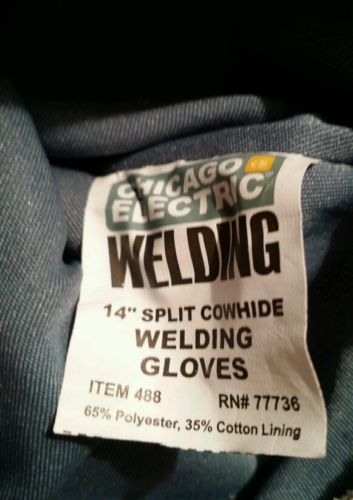 CHICAGO
ELECTRIC
WELDING
14" SPLIT COWHIDE
WELDING
GLOVES
ITEM 488 RN# 77736
65% Polyester, 35% Cotton Lining